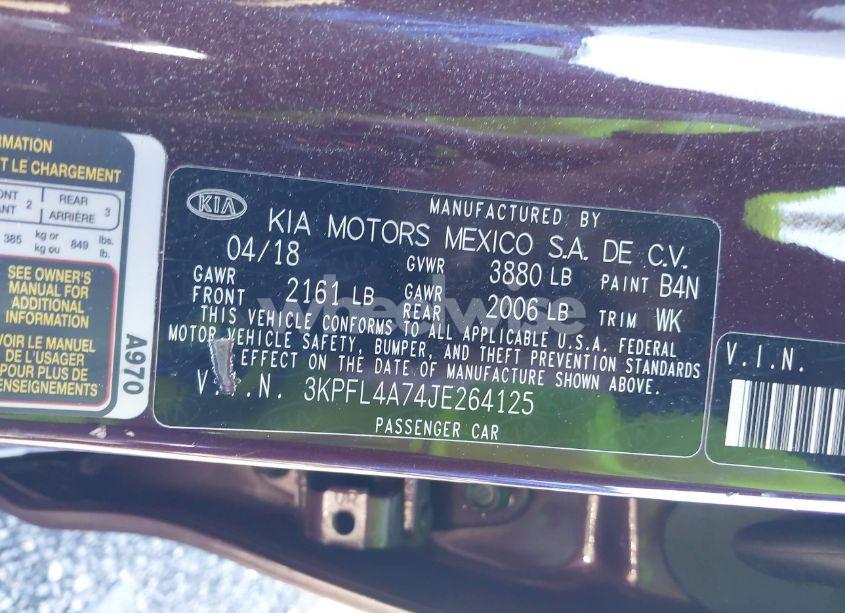 RMATION
T LE CHARGEMENT
ONT 2 REAR 3
ANT ARRIÈRE
385 kg or kg ou 849 lbs. lb.
SEE OWNER'S
MANUAL FOR
ADDITIONAL
INFORMATION
VOIR LE MANUEL
DE L'USAGER
POUR PLUS DE
RENSEIGNEMENTS
A970
KIA
MANUFACTURED BY
KIA MOTORS MEXICO S.A. DE C.V.
04/18 GVWR 3880 LB PAINT B4N
GAWR FRONT 2161 LB GAWR REAR 2006 LB TRIM WK
THIS VEHICLE CONFORMS TO ALL APPLICABLE U.S.A. FEDERAL
MOTOR VEHICLE SAFETY, BUMPER, AND THEFT PREVENTION STANDARDS
EFFECT ON THE DATE OF MANUFACTURE SHOWN ABOVE.
V.I.N. 3KPFL4A74JE264125
PASSENGER CAR
V.I.N.
wheelwise